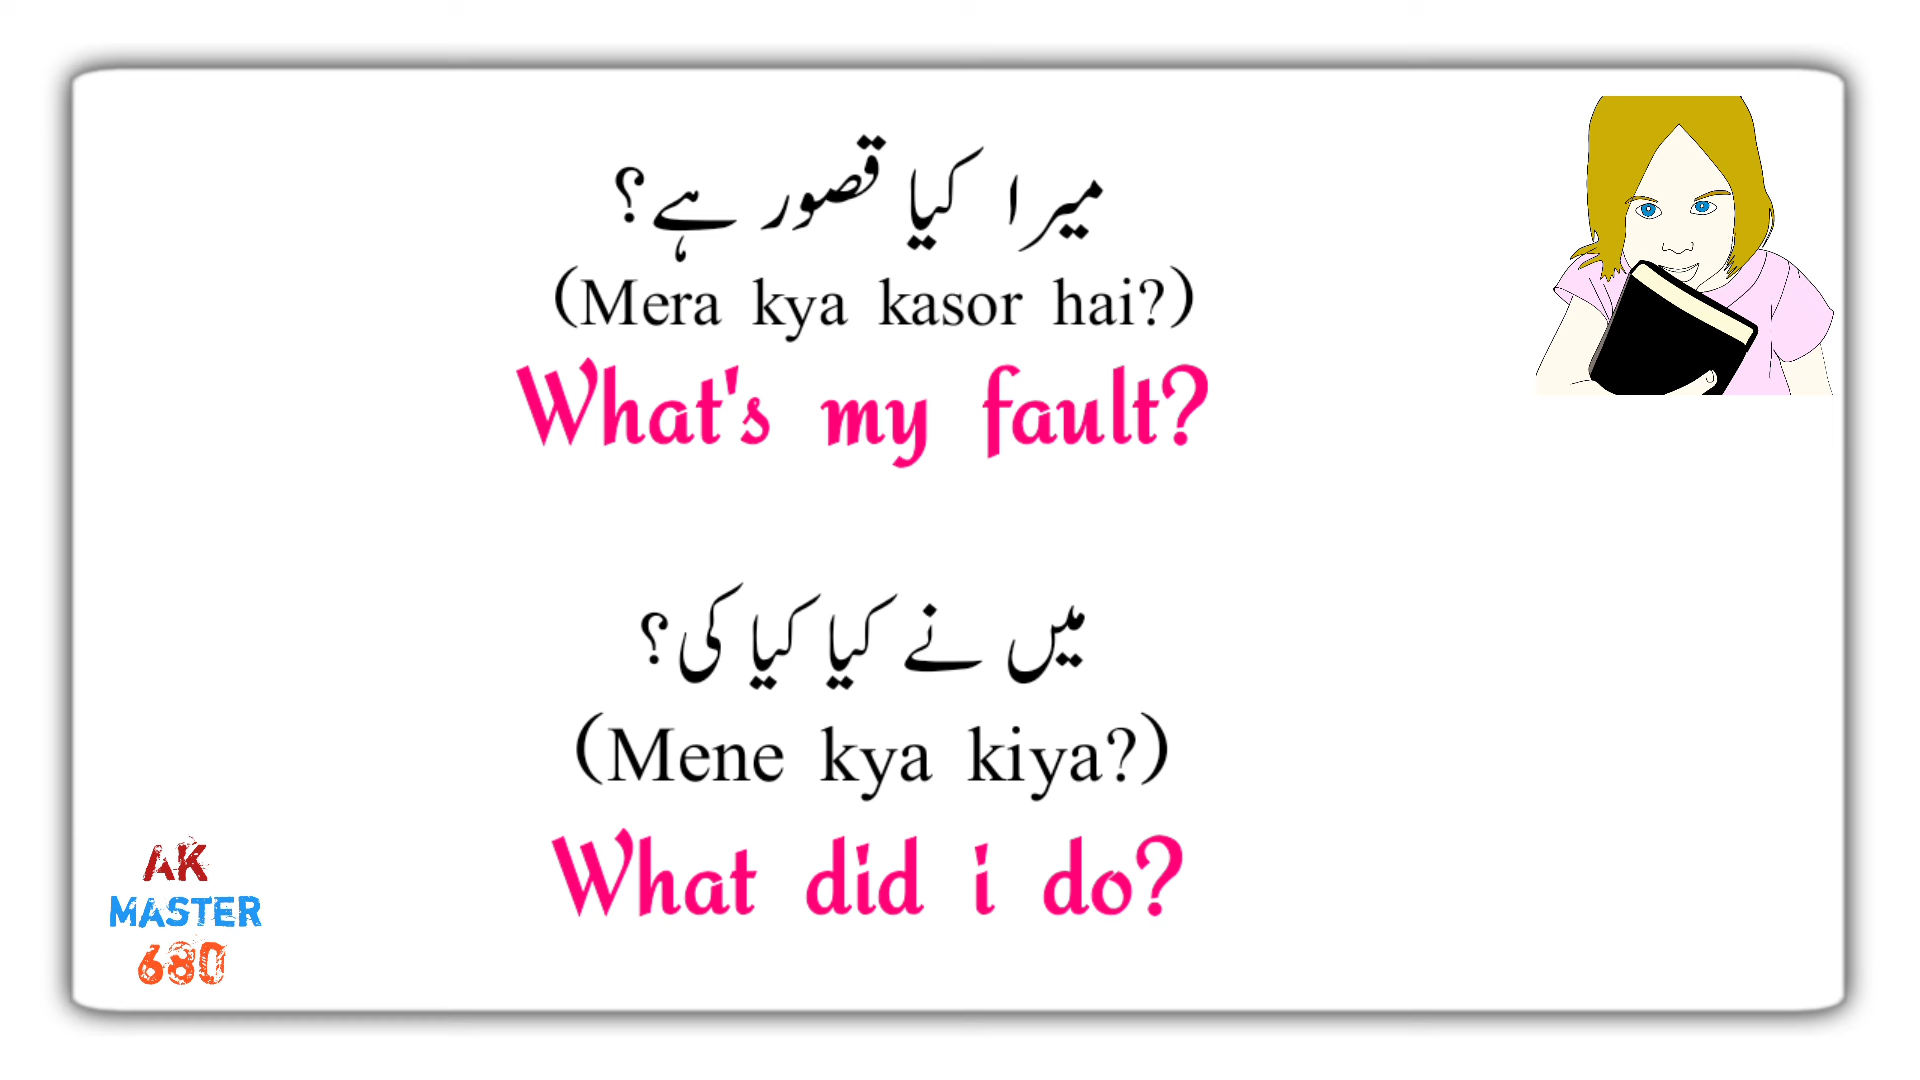 میرا کیا قصور ہے؟
(Mera kya kasor hai?)
What's my fault?
میں نے کیا کیا کی؟
(Mene kya kiya?)
What did i do?
AK
MASTER
680